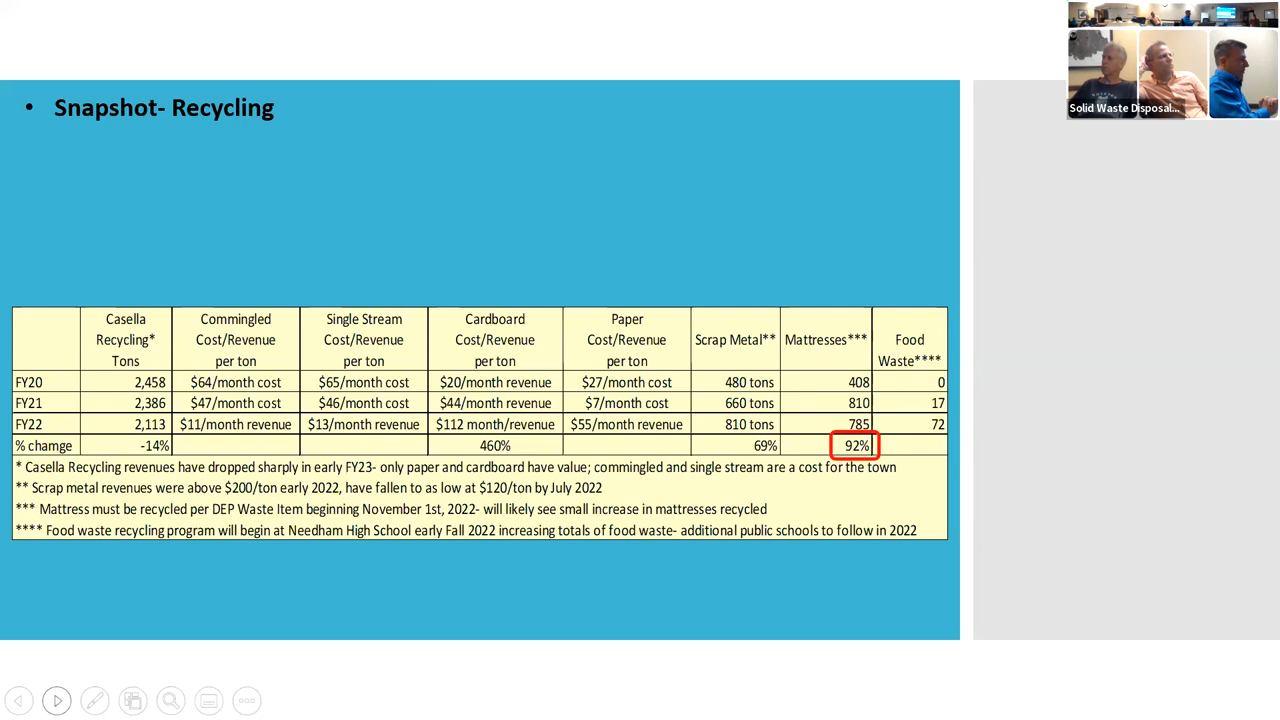 Solid Waste Disposal...
• Snapshot- Recycling
Casella Recycling* Tons | Commingled Cost/Revenue per ton | Single Stream Cost/Revenue per ton | Cardboard Cost/Revenue per ton | Paper Cost/Revenue per ton | Scrap Metal** | Mattresses*** | Food Waste****
FY20 | 2,458 | $64/month cost | $65/month cost | $20/month revenue | $27/month cost | 480 tons | 408 | 0
FY21 | 2,386 | $47/month cost | $46/month cost | $44/month revenue | $7/month cost | 660 tons | 810 | 17
FY22 | 2,113 | $11/month revenue | $13/month revenue | $112 month/revenue | $55/month revenue | 810 tons | 785 | 72
% change | -14% | 460% | 69% | 92%
* Casella Recycling revenues have dropped sharply in early FY23- only paper and cardboard have value; commingled and single stream are a cost for the town
** Scrap metal revenues were above $200/ton early 2022, have fallen to as low at $120/ton by July 2022
*** Mattress must be recycled per DEP Waste Item beginning November 1st, 2022- will likely see small increase in mattresses recycled
**** Food waste recycling program will begin at Needham High School early Fall 2022 increasing totals of food waste- additional public schools to follow in 2022